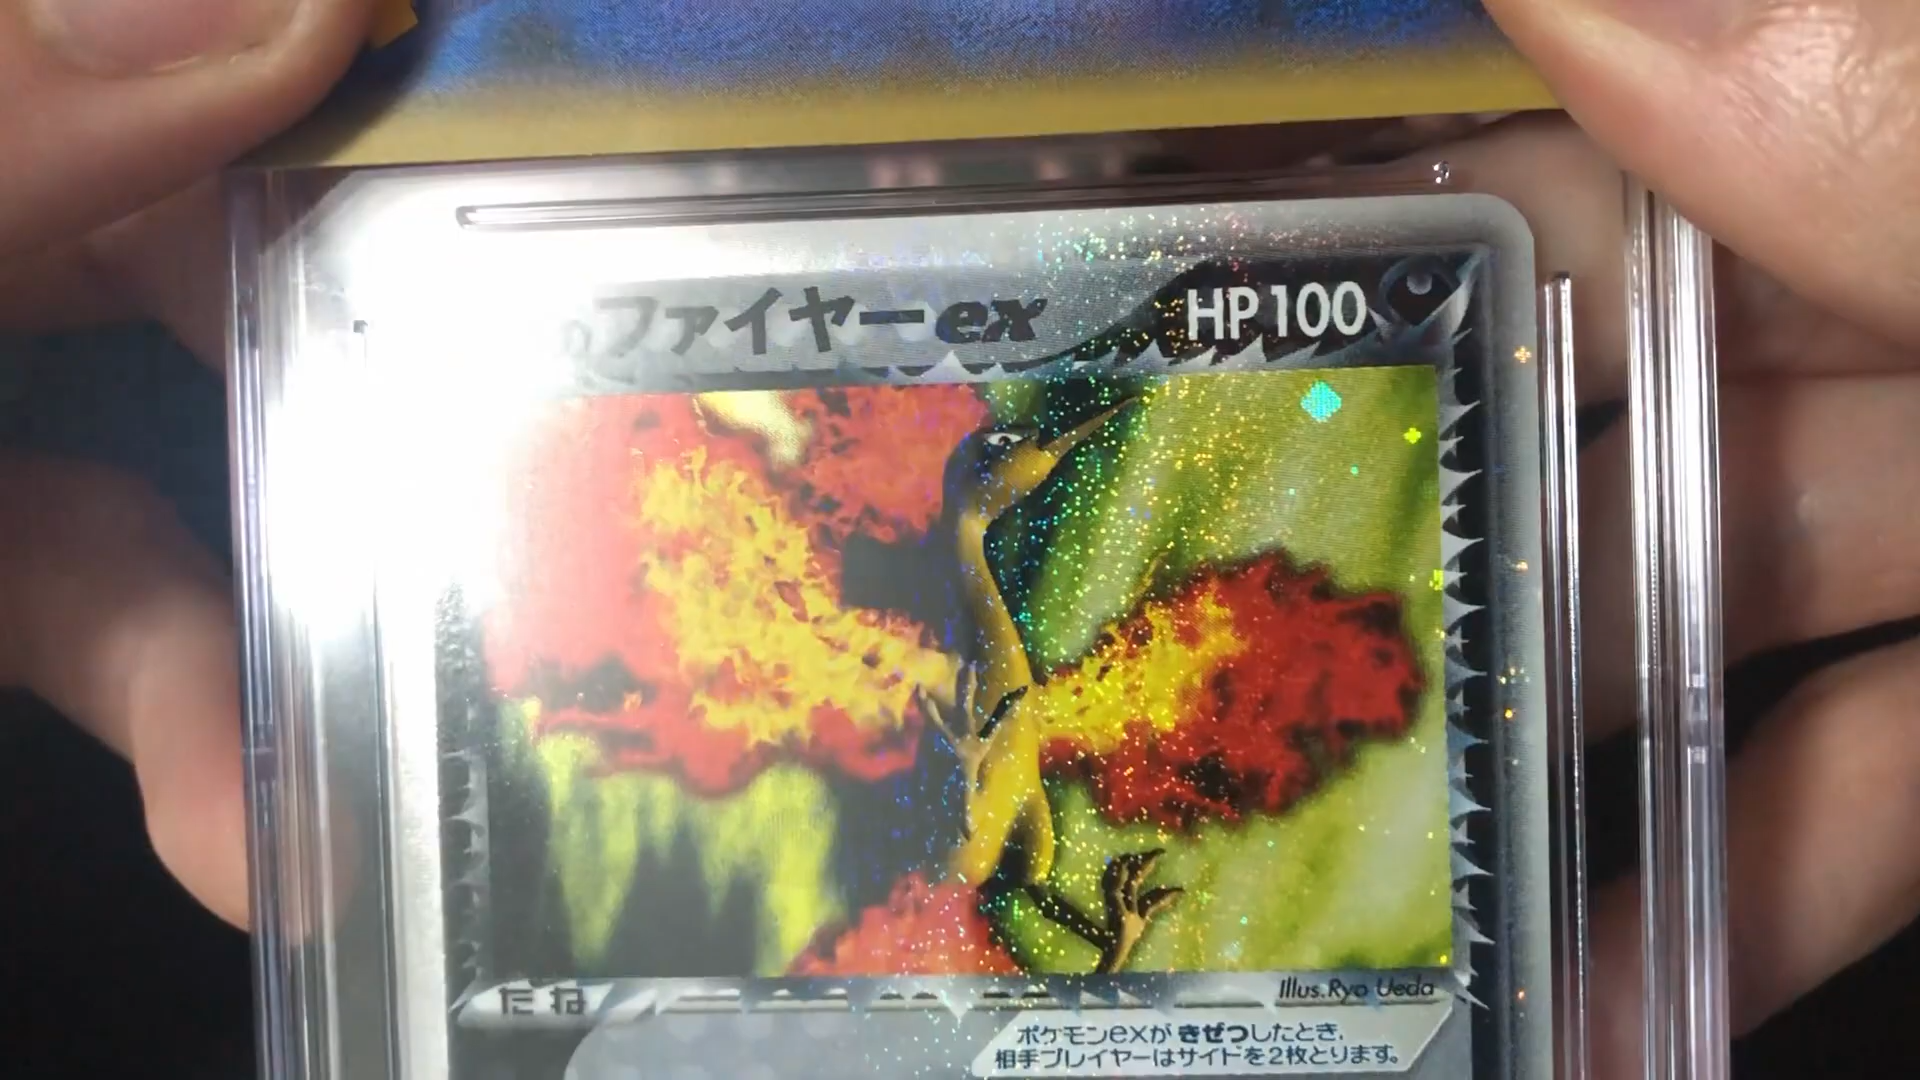 のファイヤーex HP100
たね
Illus.Ryo Ueda
ポケモンexが きぜつしたとき、
相手プレイヤーはサイドを2枚とります。